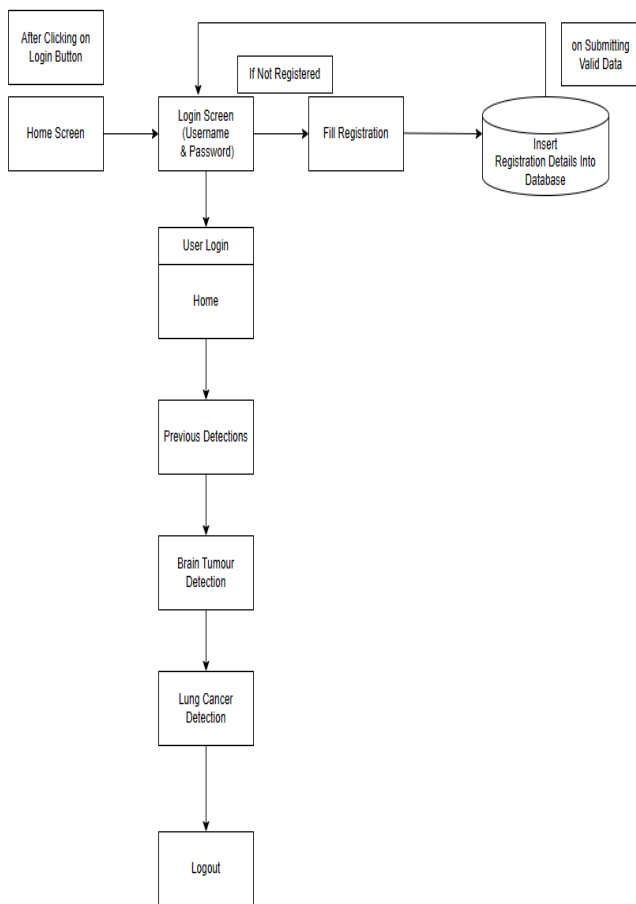 After Clicking on
Login Button
on Submitting
Valid Data
If Not Registered
Home Screen
Login Screen
(Username
& Password)
Fill Registration
Insert
Registration Details Into
Database
User Login
Home
Previous Detections
Brain Tumour
Detection
Lung Cancer
Detection
Logout